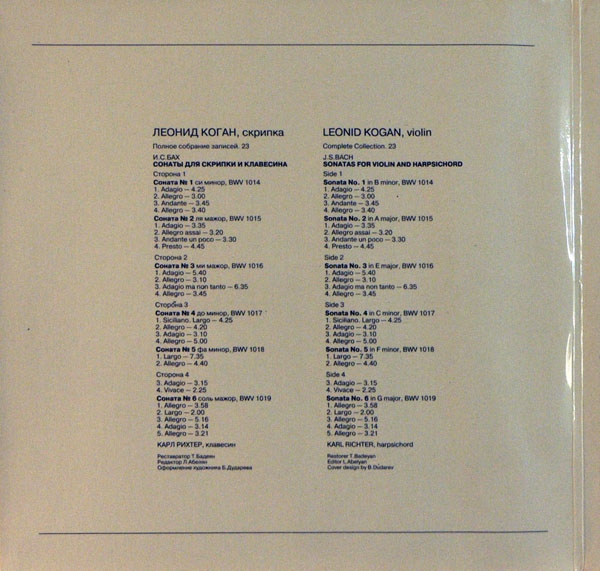 ЛЕОНИД КОГАН, скрипка
Полное собрание записей. 23
И.С.БАХ
СОНАТЫ ДЛЯ СКРИПКИ И КЛАВЕСИНА
Сторона 1
Соната № 1 си минор, BWV 1014
1. Adagio — 4.25
2. Allegro — 3.00
3. Andante — 3.45
4. Allegro — 3.40
Соната № 2 ля мажор, BWV 1015
1. Adagio — 3.35
2. Allegro assai — 3.20
3. Andante un poco — 3.30
4. Presto — 4.45
Сторона 2
Соната № 3 ми мажор, BWV 1016
1. Adagio — 5.40
2. Allegro — 3.10
3. Adagio ma non tanto — 6.35
4. Allegro — 3.45
Сторона 3
Соната № 4 до минор, BWV 1017
1. Siciliano. Largo — 4.25
2. Allegro — 4.20
3. Adagio — 3.10
4. Allegro — 5.00
Соната № 5 фа минор, BWV 1018
1. Largo — 7.35
2. Allegro — 4.40
Сторона 4
3. Adagio — 3.15
4. Vivace — 2.25
Соната № 6 соль мажор, BWV 1019
1. Allegro — 3.58
2. Largo — 2.00
3. Allegro — 5.16
4. Adagio — 3.14
5. Allegro — 3.21
КАРЛ РИХТЕР, клавесин
Реставратор Т.Бадеян
Редактор Л.Абелян
Оформление художника Б.Дударева
LEONID KOGAN, violin
Complete Collection. 23
J.S.BACH
SONATAS FOR VIOLIN AND HARPSICHORD
Side 1
Sonata No. 1 in B minor, BWV 1014
1. Adagio — 4.25
2. Allegro — 3.00
3. Andante — 3.45
4. Allegro — 3.40
Sonata No. 2 in A major, BWV 1015
1. Adagio — 3.35
2. Allegro assai — 3.20
3. Andante un poco — 3.30
4. Presto — 4.45
Side 2
Sonata No. 3 in E major, BWV 1016
1. Adagio — 5.40
2. Allegro — 3.10
3. Adagio ma non tanto — 6.35
4. Allegro — 3.45
Side 3
Sonata No. 4 in C minor, BWV 1017
1. Siciliano. Largo — 4.25
2. Allegro — 4.20
3. Adagio — 3.10
4. Allegro — 5.00
Sonata No. 5 in F minor, BWV 1018
1. Largo — 7.35
2. Allegro — 4.40
Side 4
3. Adagio — 3.15
4. Vivace — 2.25
Sonata No. 6 in G major, BWV 1019
1. Allegro — 3.58
2. Largo — 2.00
3. Allegro — 5.16
4. Adagio — 3.14
5. Allegro — 3.21
KARL RICHTER, harpsichord
Restorer T.Badeyan
Editor L.Abelyan
Cover design by B.Dudarev